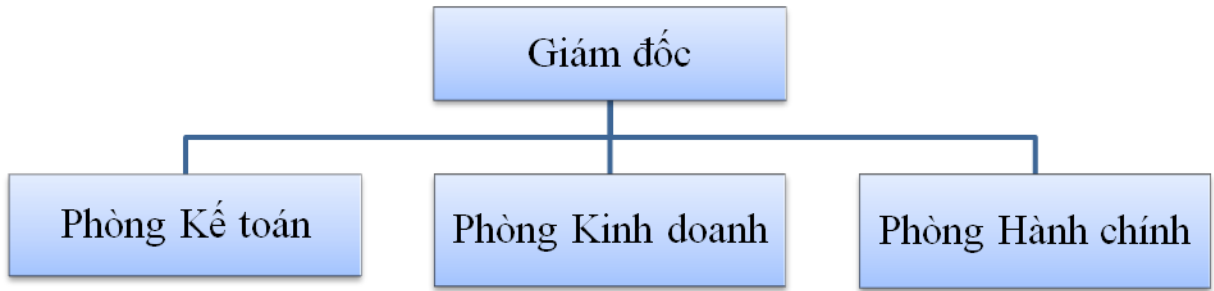 Giám đốc
Phòng Kế toán
Phòng Kinh doanh
Phòng Hành chính